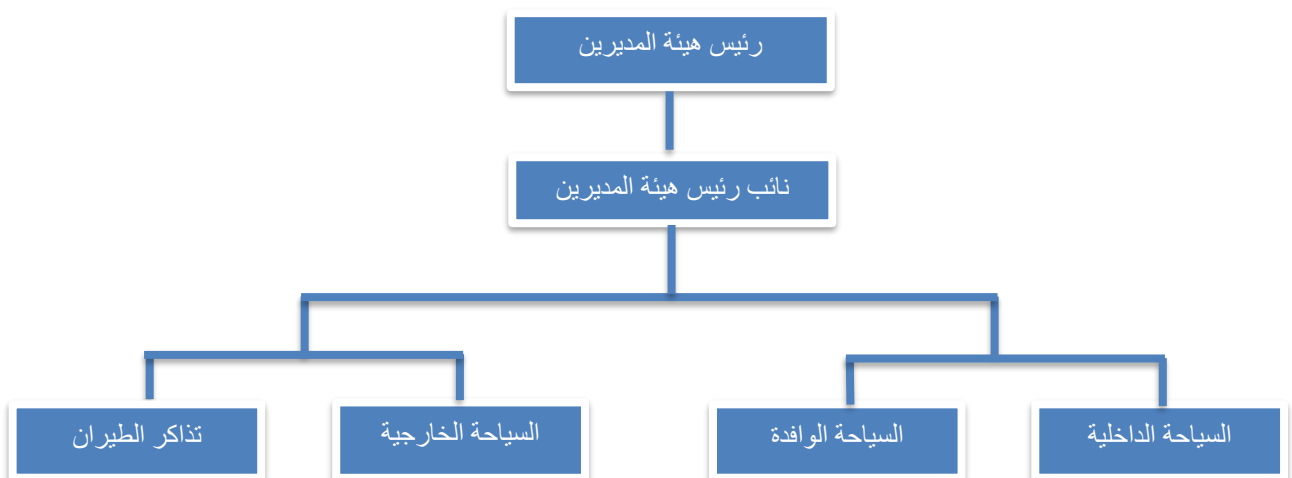 رئيس هيئة المديرين
نائب رئيس هيئة المديرين
السياحة الداخلية
السياحة الوافدة
السياحة الخارجية
تذاكر الطيران